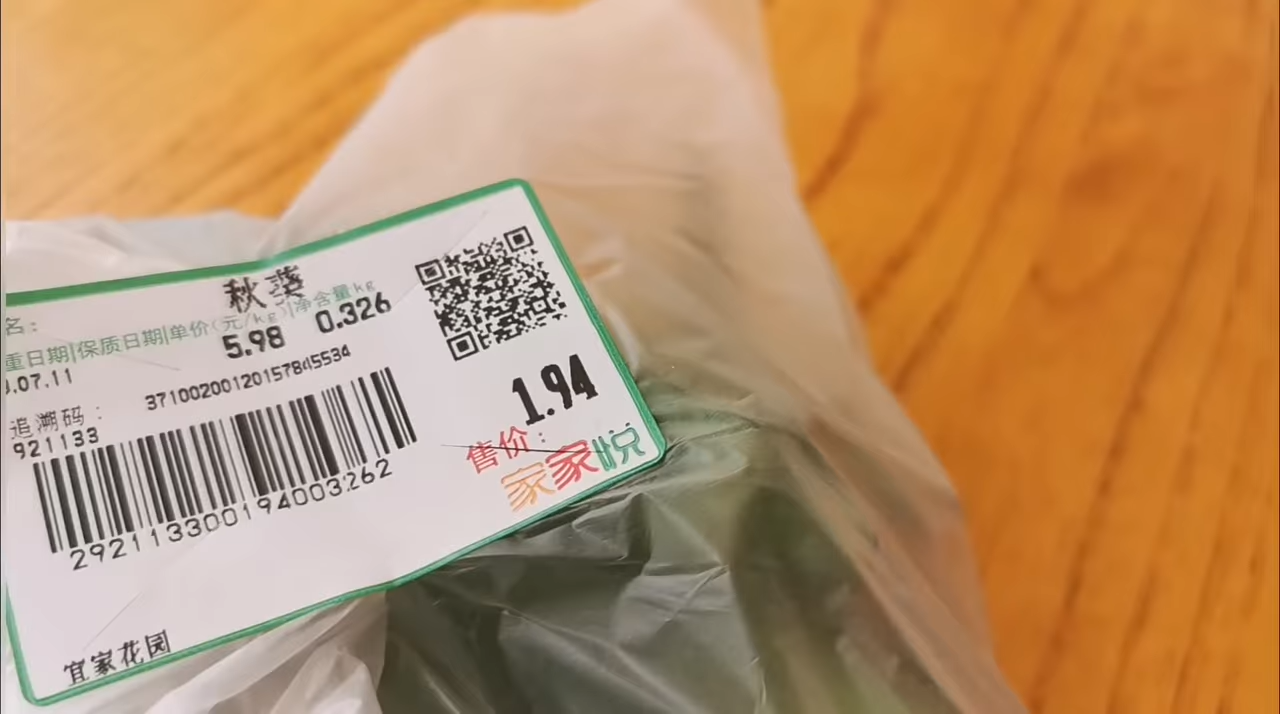 秋葵
名：
重日期|保质日期|单价(元/kg)|净含量kg
.07.11 5.98 0.326
追溯码： 37100200120157845534
921133
2921133001940032​62
1.94
售价：
家家悦
宜家花园